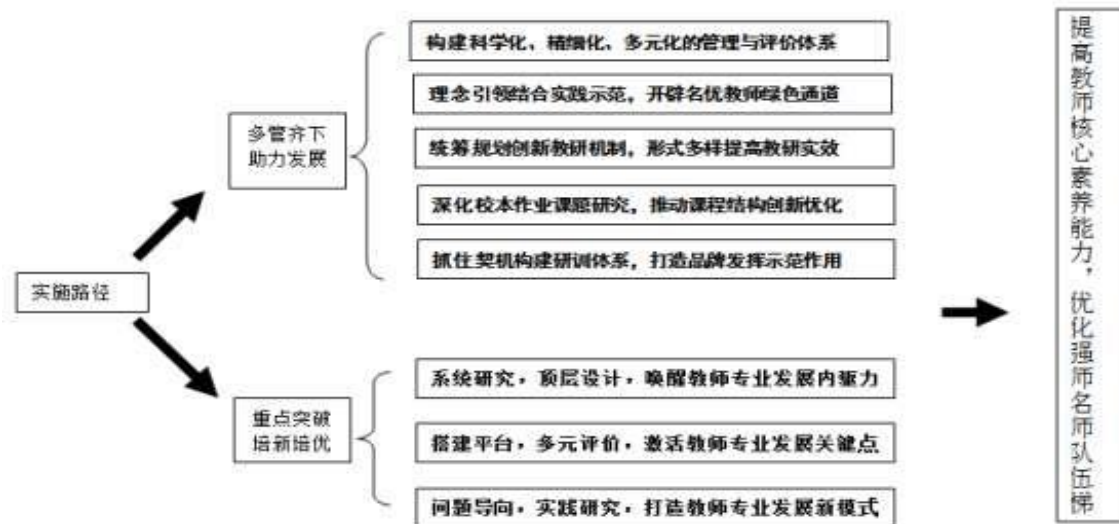 实施路径
多管齐下
助力发展
构建科学化、精细化、多元化的管理与评价体系
理念引领结合实践示范，开辟名优教师绿色通道
统筹规划创新教研机制，形式多样提高教研实效
深化校本作业课题研究，推动课程结构创新优化
抓住契机构建研训体系，打造品牌发挥示范作用
重点突破
培新培优
系统研究，顶层设计，唤醒教师专业发展内驱力
搭建平台，多元评价，激活教师专业发展关键点
问题导向，实践研究，打造教师专业发展新模式
提高教师核心素养能力，优化强师名师队伍梯